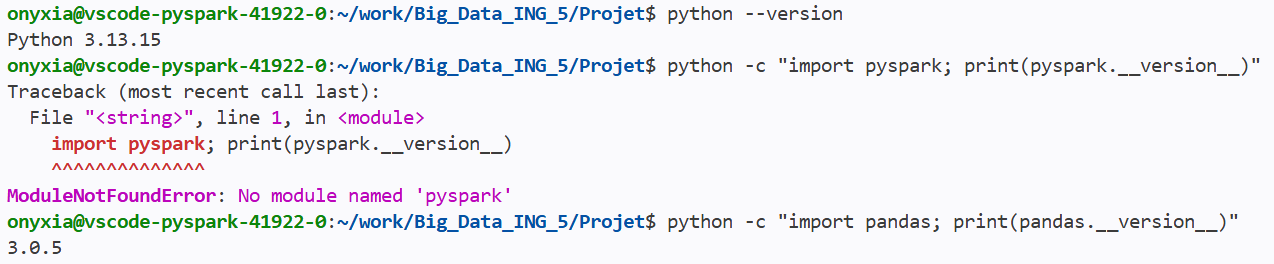 onyxia@vscode-pyspark-41922-0:~/work/Big_Data_ING_5/Projet$ python --version
Python 3.13.15
onyxia@vscode-pyspark-41922-0:~/work/Big_Data_ING_5/Projet$ python -c "import pyspark; print(pyspark.__version__)"
Traceback (most recent call last):
  File "<string>", line 1, in <module>
    import pyspark; print(pyspark.__version__)
    ^^^^^^^^^^^^^^
ModuleNotFoundError: No module named 'pyspark'
onyxia@vscode-pyspark-41922-0:~/work/Big_Data_ING_5/Projet$ python -c "import pandas; print(pandas.__version__)"
3.0.5